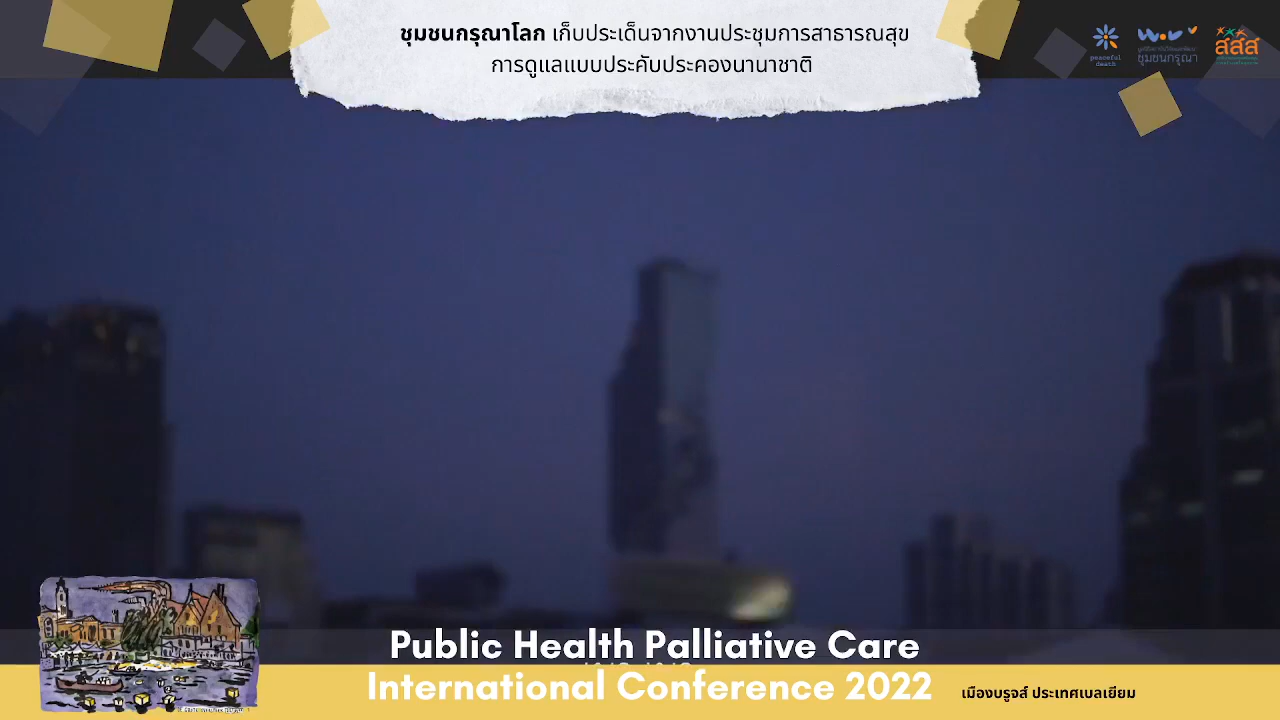 ชุมชนกรุณาโลก เก็บประเด็นจากงานประชุมการสาธารณสุข
การดูแลแบบประคับประคองนานาชาติ
peaceful
death
ชุมชนกรุณา
สสส
Public Health Palliative Care
International Conference 2022
เมืองบรูจส์ ประเทศเบลเยียม